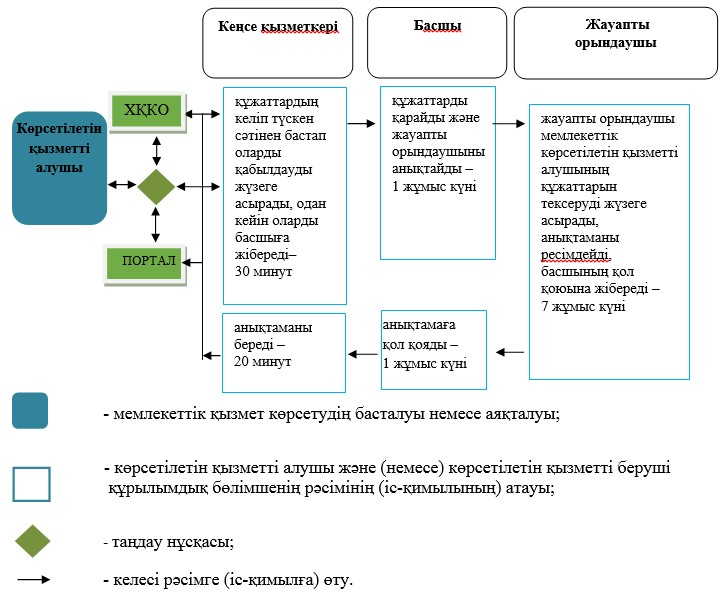 Кеңсе қызметкері
Басшы
Жауапты
орындаушы
Көрсетілетін
қызметті
алушы
ХҚКО
ПОРТАЛ
құжаттардың
келіп түскен
сәтінен бастап
оларды
қабылдауды
жүзеге
асырады, одан
кейін оларды
басшыға
жібереді–
30 минут
құжаттарды
қарайды және
жауапты
орындаушыны
анықтайды –
1 жұмыс күні
жауапты орындаушы
мемлекеттік
көрсетілетін қызметті
алушының
құжаттарын
тексеруді жүзеге
асырады,
анықтаманы
ресімдейді,
басшының қол
қоюына жібереді –
7 жұмыс күні
анықтаманы
береді –
20 минут
анықтамаға
қол қояды –
1 жұмыс күні
- мемлекеттік қызмет көрсетудің басталуы немесе аяқталуы;
- көрсетілетін қызметті алушы және (немесе) көрсетілетін қызметті беруші
құрылымдық бөлімшенің рәсімінің (іс-қимылының) атауы;
- таңдау нұсқасы;
- келесі рәсімге (іс-қимылға) өту.